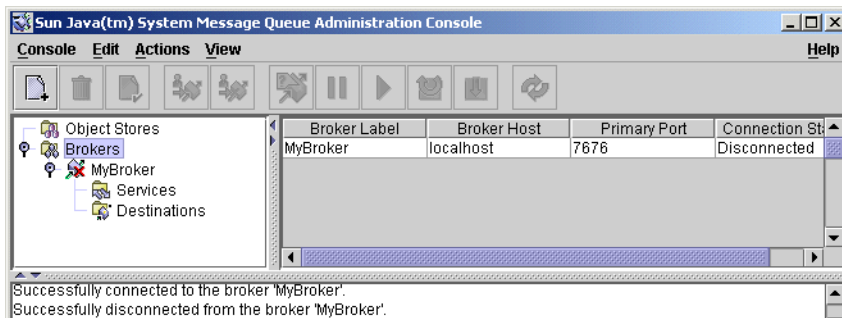 Sun Java(tm) System Message Queue Administration Console
Console Edit Actions View Help
Object Stores
Brokers
MyBroker
Services
Destinations
Broker Label Broker Host Primary Port Connection Sta
MyBroker localhost 7676 Disconnected
Successfully connected to the broker 'MyBroker'.
Successfully disconnected from the broker 'MyBroker'.